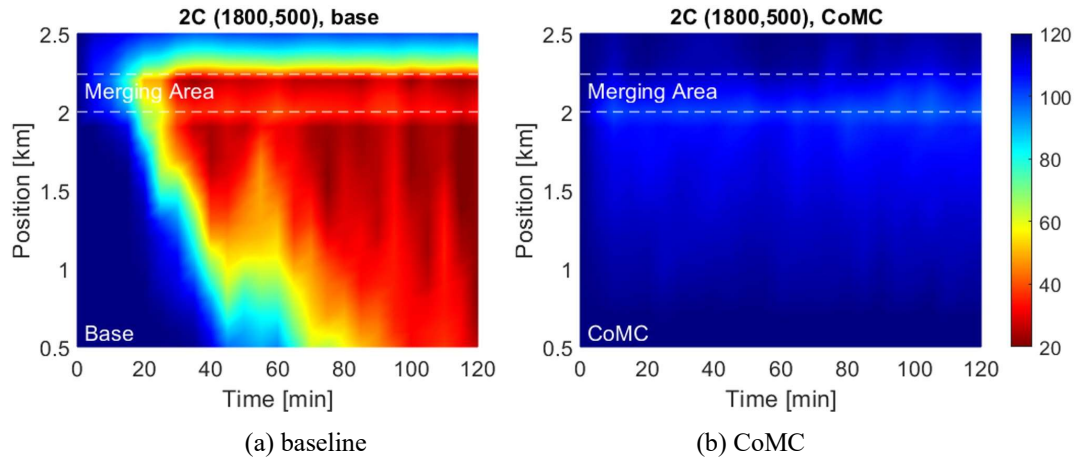 2C (1800,500), base
2.5
2
1.5
1
0.5
Position [km]
Merging Area
Base
0 20 40 60 80 100 120
Time [min]
(a) baseline
2C (1800,500), CoMC
2.5
2
1.5
1
0.5
Position [km]
Merging Area
CoMC
0 20 40 60 80 100 120
Time [min]
(b) CoMC
120
100
80
60
40
20